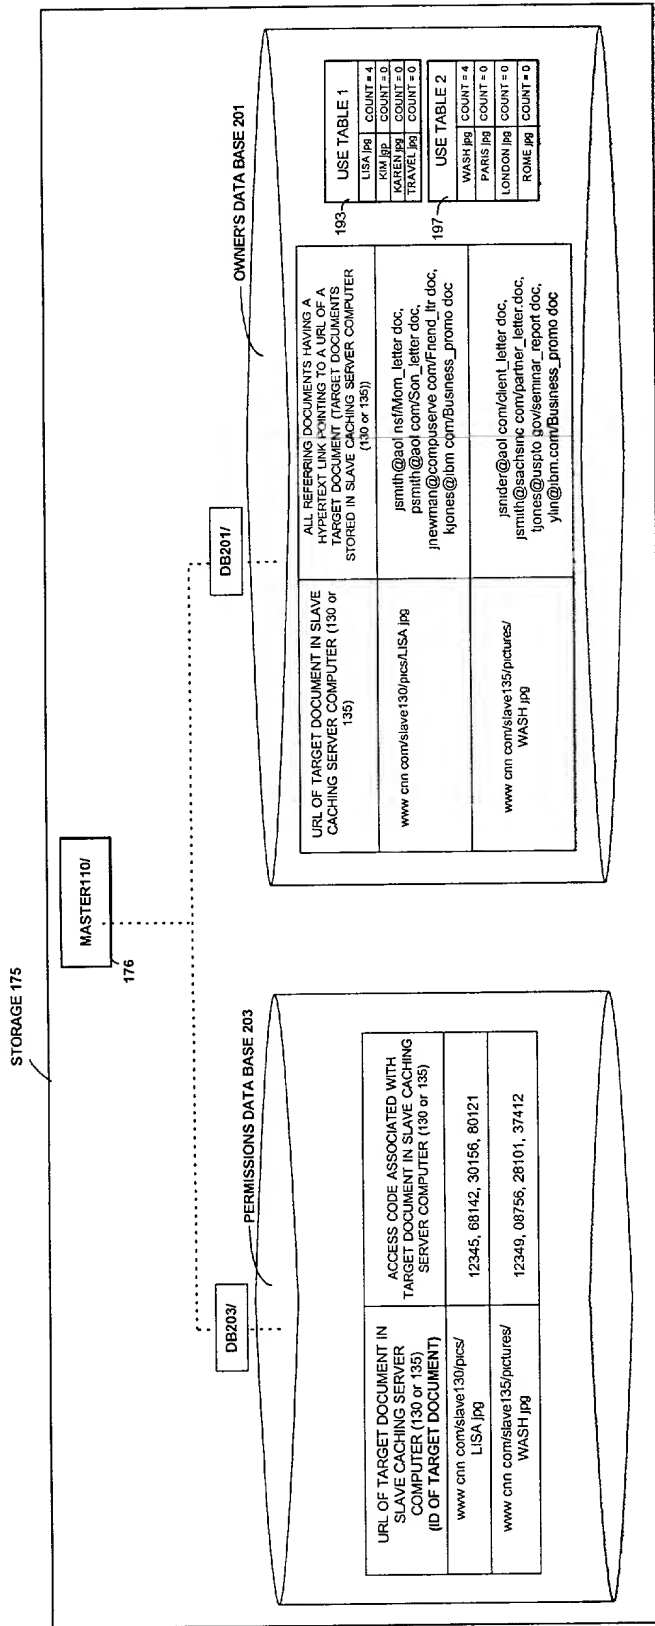 STORAGE 175
MASTER110/
176
DB203/
PERMISSIONS DATA BASE 203
URL OF TARGET DOCUMENT IN
SLAVE CACHING SERVER
COMPUTER (130 or 135)
(ID OF TARGET DOCUMENT)
ACCESS CODE ASSOCIATED WITH
TARGET DOCUMENT IN SLAVE CACHING
SERVER COMPUTER (130 or 135)
www cnn com/slave130/pics/
LISA jpg
12345, 68142, 30156, 80121
www cnn com/slave135/pictures/
WASH jpg
12349, 08756, 28101, 37412
DB201/
OWNER'S DATA BASE 201
URL OF TARGET DOCUMENT IN SLAVE
CACHING SERVER COMPUTER (130 or
135)
ALL REFERRING DOCUMENTS HAVING A
HYPERTEXT LINK POINTING TO A URL OF A
TARGET DOCUMENT (TARGET DOCUMENTS
STORED IN SLAVE CACHING SERVER COMPUTER
(130 or 135))
www cnn com/slave130/pics/LISA jpg
jsmith@aol nsf/Mom_letter doc,
psmith@aol com/Son_letter doc,
jnewman@compuserve com/Friend_ltr doc,
kjones@ibm com/Business_promo doc
www cnn com/slave135/pictures/
WASH jpg
jsnider@aol com/client_letter doc,
jsmith@sachsinc com/partner_letter.doc,
tjones@uspto gov/seminar_report doc,
ylin@ibm.com/Business_promo doc
193
USE TABLE 1
LISA jpg COUNT = 4
KIM jgp COUNT = 0
KAREN jpg COUNT = 0
TRAVEL jpg COUNT = 0
197
USE TABLE 2
WASH jpg COUNT = 4
PARIS jpg COUNT = 0
LONDON jpg COUNT = 0
ROME jpg COUNT = 0